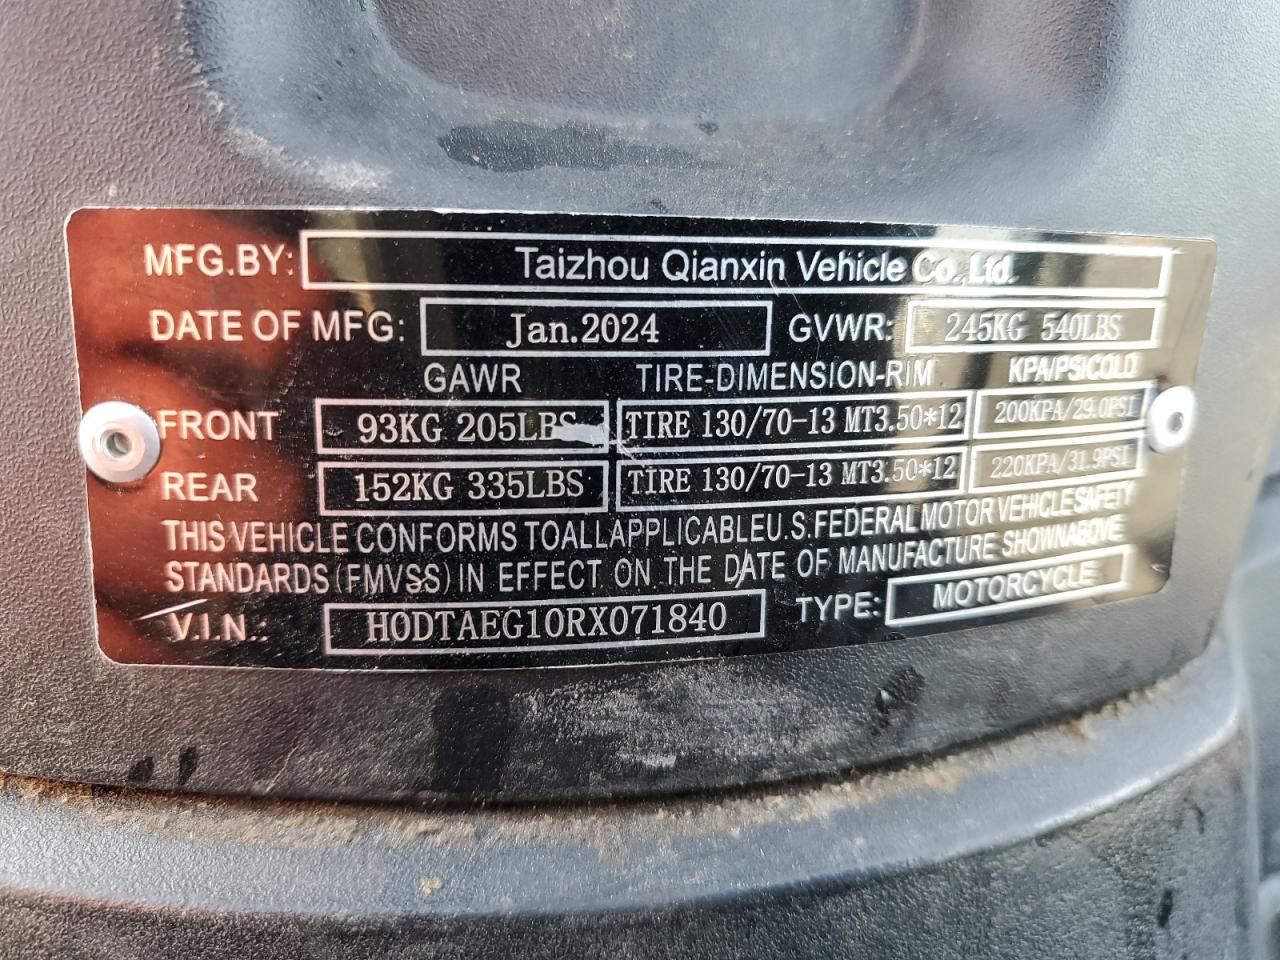 MFG.BY: Taizhou Qianxin Vehicle Co.,Ltd.
DATE OF MFG: Jan.2024 GVWR: 245KG 540LBS
GAWR TIRE-DIMENSION-RIM KPA/PSICOLD
FRONT 93KG 205LBS TIRE 130/70-13 MT3.50*12 200KPA/29.0PSI
REAR 152KG 335LBS TIRE 130/70-13 MT3.50*12 220KPA/31.9PSI
THIS VEHICLE CONFORMS TOALLAPPLICABLEU.S.FEDERAL MOTOR VEHICLESAFETY
STANDARDS(FMVSS)IN EFFECT ON THE DATE OF MANUFACTURE SHOWNABOVE
V.I.N.: H0DTAEG10RX071840 TYPE: MOTORCYCLE